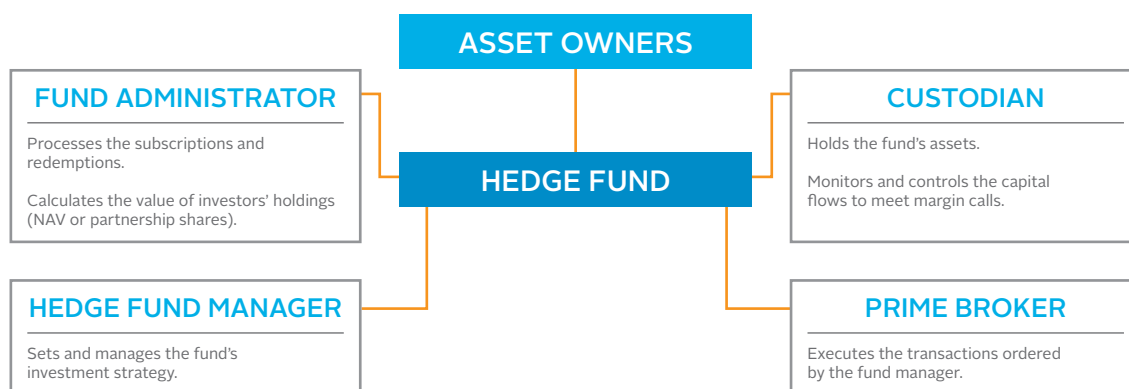 ASSET OWNERS
FUND ADMINISTRATOR
Processes the subscriptions and
redemptions.
Calculates the value of investors’ holdings
(NAV or partnership shares).
CUSTODIAN
Holds the fund’s assets.
Monitors and controls the capital
flows to meet margin calls.
HEDGE FUND
HEDGE FUND MANAGER
Sets and manages the fund’s
investment strategy.
PRIME BROKER
Executes the transactions ordered
by the fund manager.